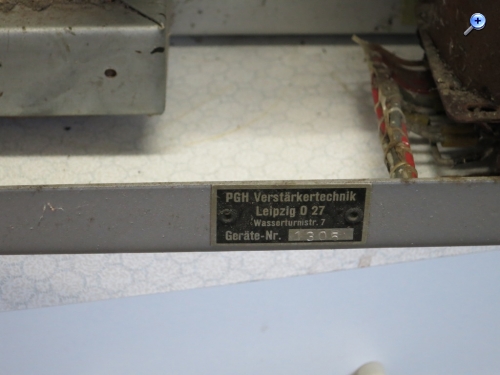 PGH Verstärkertechnik
Leipzig O 27
Wasserturmstr. 7
Geräte-Nr.